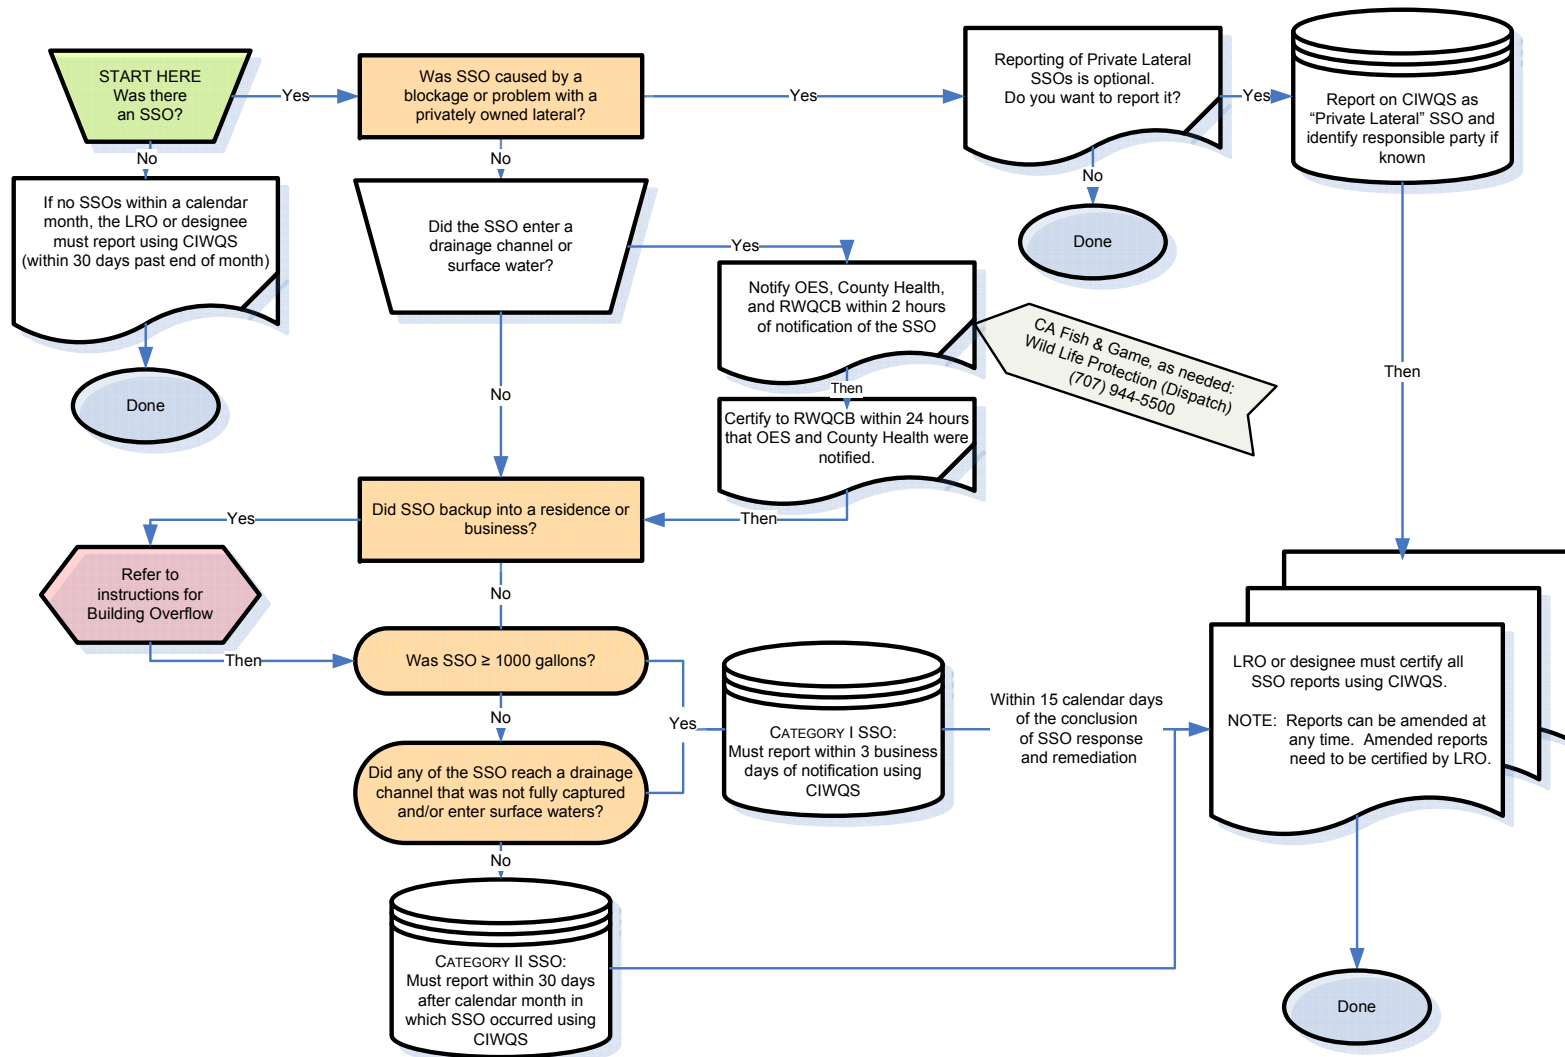 START HERE
Was there
an SSO?
Yes
Was SSO caused by a
blockage or problem with a
privately owned lateral?
Yes
Reporting of Private Lateral
SSOs is optional.
Do you want to report it?
Yes
Report on CIWQS as
“Private Lateral” SSO and
identify responsible party if
known
No
If no SSOs within a calendar
month, the LRO or designee
must report using CIWQS
(within 30 days past end of month)
Done
No
Did the SSO enter a
drainage channel or
surface water?
Yes
No
Done
Notify OES, County Health,
and RWQCB within 2 hours
of notification of the SSO
CA Fish & Game, as needed:
Wild Life Protection (Dispatch)
(707) 944-5500
Then
Then
No
Certify to RWQCB within 24 hours
that OES and County Health were
notified.
Then
Did SSO backup into a residence or
business?
Yes
Refer to
instructions for
Building Overflow
No
Then
Was SSO ≥ 1000 gallons?
No
Yes
Did any of the SSO reach a drainage
channel that was not fully captured
and/or enter surface waters?
CATEGORY I SSO:
Must report within 3 business
days of notification using
CIWQS
Within 15 calendar days
of the conclusion
of SSO response
and remediation
LRO or designee must certify all
SSO reports using CIWQS.
NOTE: Reports can be amended at
any time. Amended reports
need to be certified by LRO.
No
CATEGORY II SSO:
Must report within 30 days
after calendar month in
which SSO occurred using
CIWQS
Done